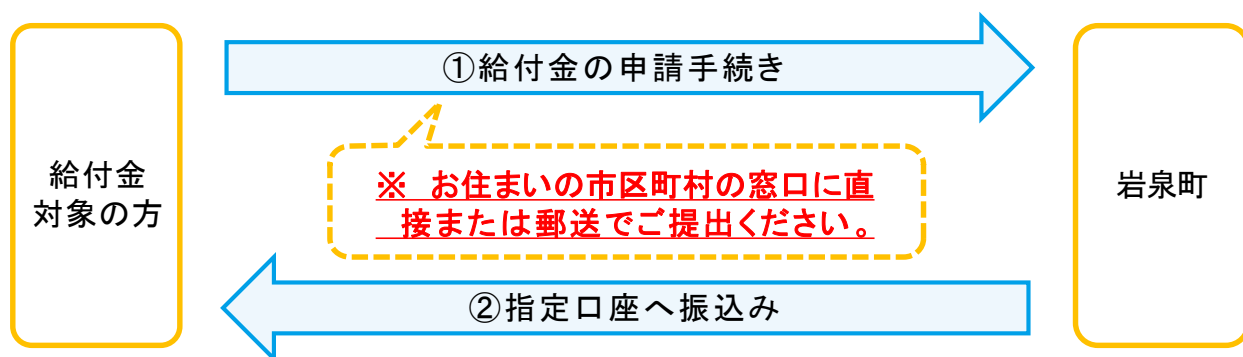 ①給付金の申請手続き
給付金
対象の方
※ お住まいの市区町村の窓口に直
接または郵送でご提出ください。
岩泉町
②指定口座へ振込み